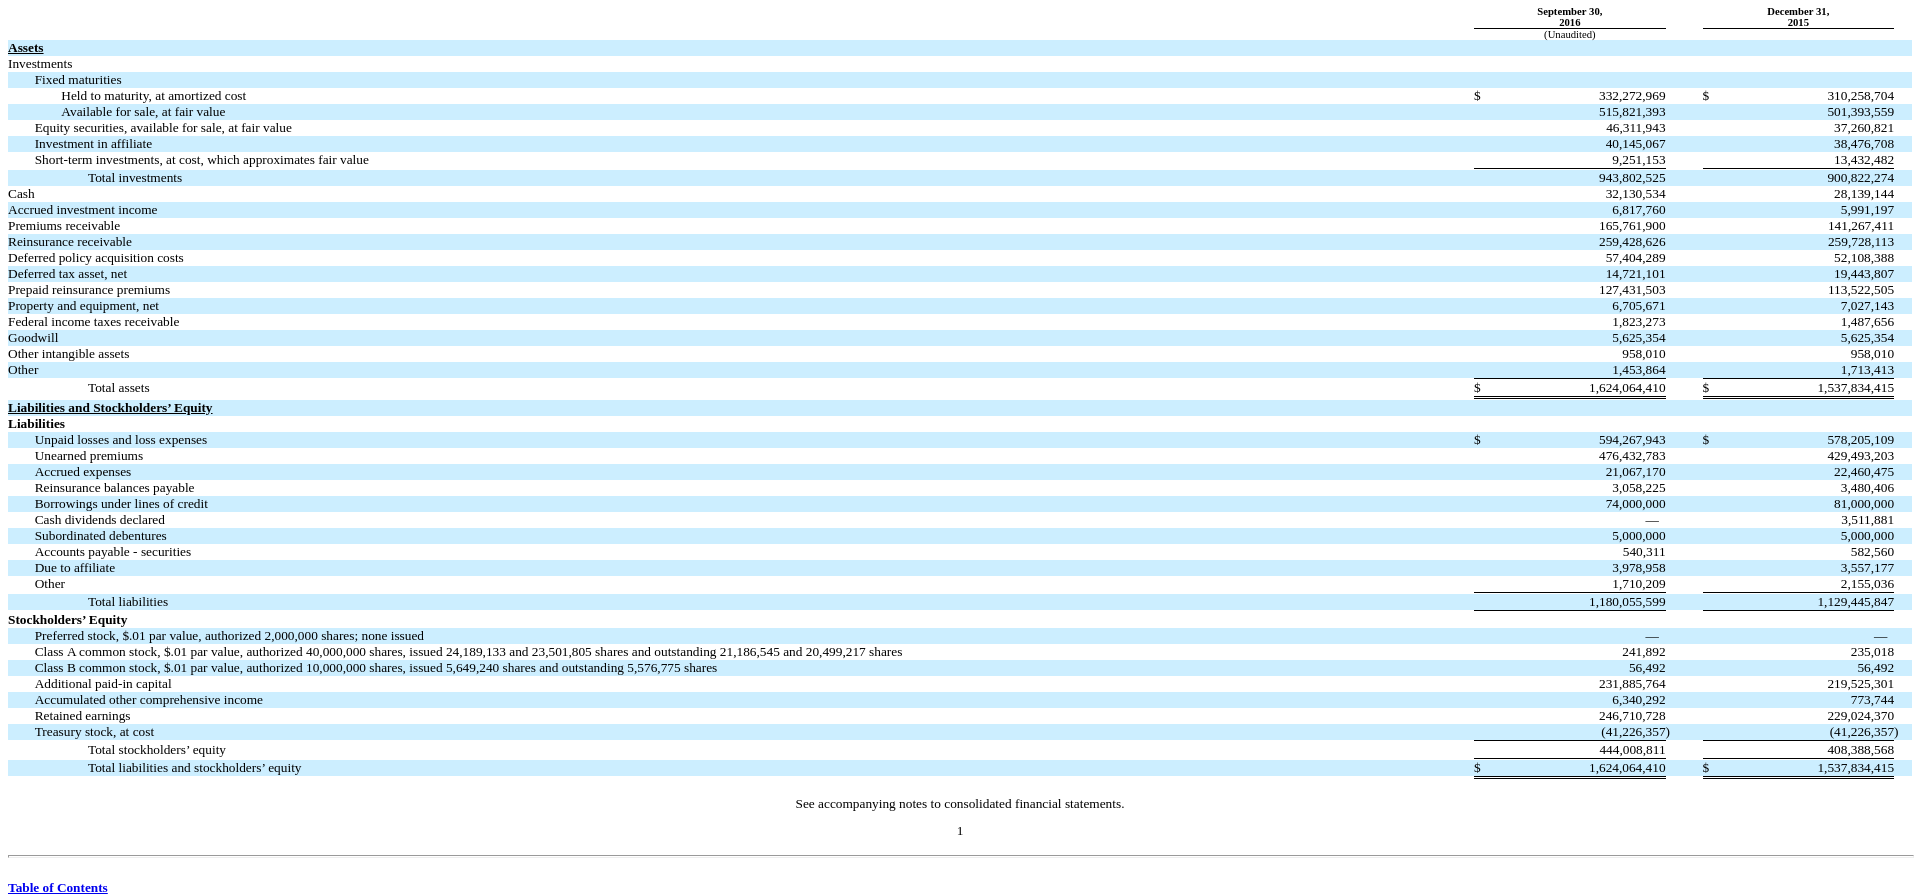 September 30, December 31,
2016 2015
(Unaudited)
Assets
Investments
Fixed maturities
Held to maturity, at amortized cost $ 332,272,969 $ 310,258,704
Available for sale, at fair value 515,821,393 501,393,559
Equity securities, available for sale, at fair value 46,311,943 37,260,821
Investment in affiliate 40,145,067 38,476,708
Short-term investments, at cost, which approximates fair value 9,251,153 13,432,482
Total investments 943,802,525 900,822,274
Cash 32,130,534 28,139,144
Accrued investment income 6,817,760 5,991,197
Premiums receivable 165,761,900 141,267,411
Reinsurance receivable 259,428,626 259,728,113
Deferred policy acquisition costs 57,404,289 52,108,388
Deferred tax asset, net 14,721,101 19,443,807
Prepaid reinsurance premiums 127,431,503 113,522,505
Property and equipment, net 6,705,671 7,027,143
Federal income taxes receivable 1,823,273 1,487,656
Goodwill 5,625,354 5,625,354
Other intangible assets 958,010 958,010
Other 1,453,864 1,713,413
Total assets $ 1,624,064,410 $ 1,537,834,415
Liabilities and Stockholders’ Equity
Liabilities
Unpaid losses and loss expenses $ 594,267,943 $ 578,205,109
Unearned premiums 476,432,783 429,493,203
Accrued expenses 21,067,170 22,460,475
Reinsurance balances payable 3,058,225 3,480,406
Borrowings under lines of credit 74,000,000 81,000,000
Cash dividends declared — 3,511,881
Subordinated debentures 5,000,000 5,000,000
Accounts payable - securities 540,311 582,560
Due to affiliate 3,978,958 3,557,177
Other 1,710,209 2,155,036
Total liabilities 1,180,055,599 1,129,445,847
Stockholders’ Equity
Preferred stock, $.01 par value, authorized 2,000,000 shares; none issued — —
Class A common stock, $.01 par value, authorized 40,000,000 shares, issued 24,189,133 and 23,501,805 shares and outstanding 21,186,545 and 20,499,217 shares 241,892 235,018
Class B common stock, $.01 par value, authorized 10,000,000 shares, issued 5,649,240 shares and outstanding 5,576,775 shares 56,492 56,492
Additional paid-in capital 231,885,764 219,525,301
Accumulated other comprehensive income 6,340,292 773,744
Retained earnings 246,710,728 229,024,370
Treasury stock, at cost (41,226,357) (41,226,357)
Total stockholders’ equity 444,008,811 408,388,568
Total liabilities and stockholders’ equity $ 1,624,064,410 $ 1,537,834,415
See accompanying notes to consolidated financial statements.
1
Table of Contents